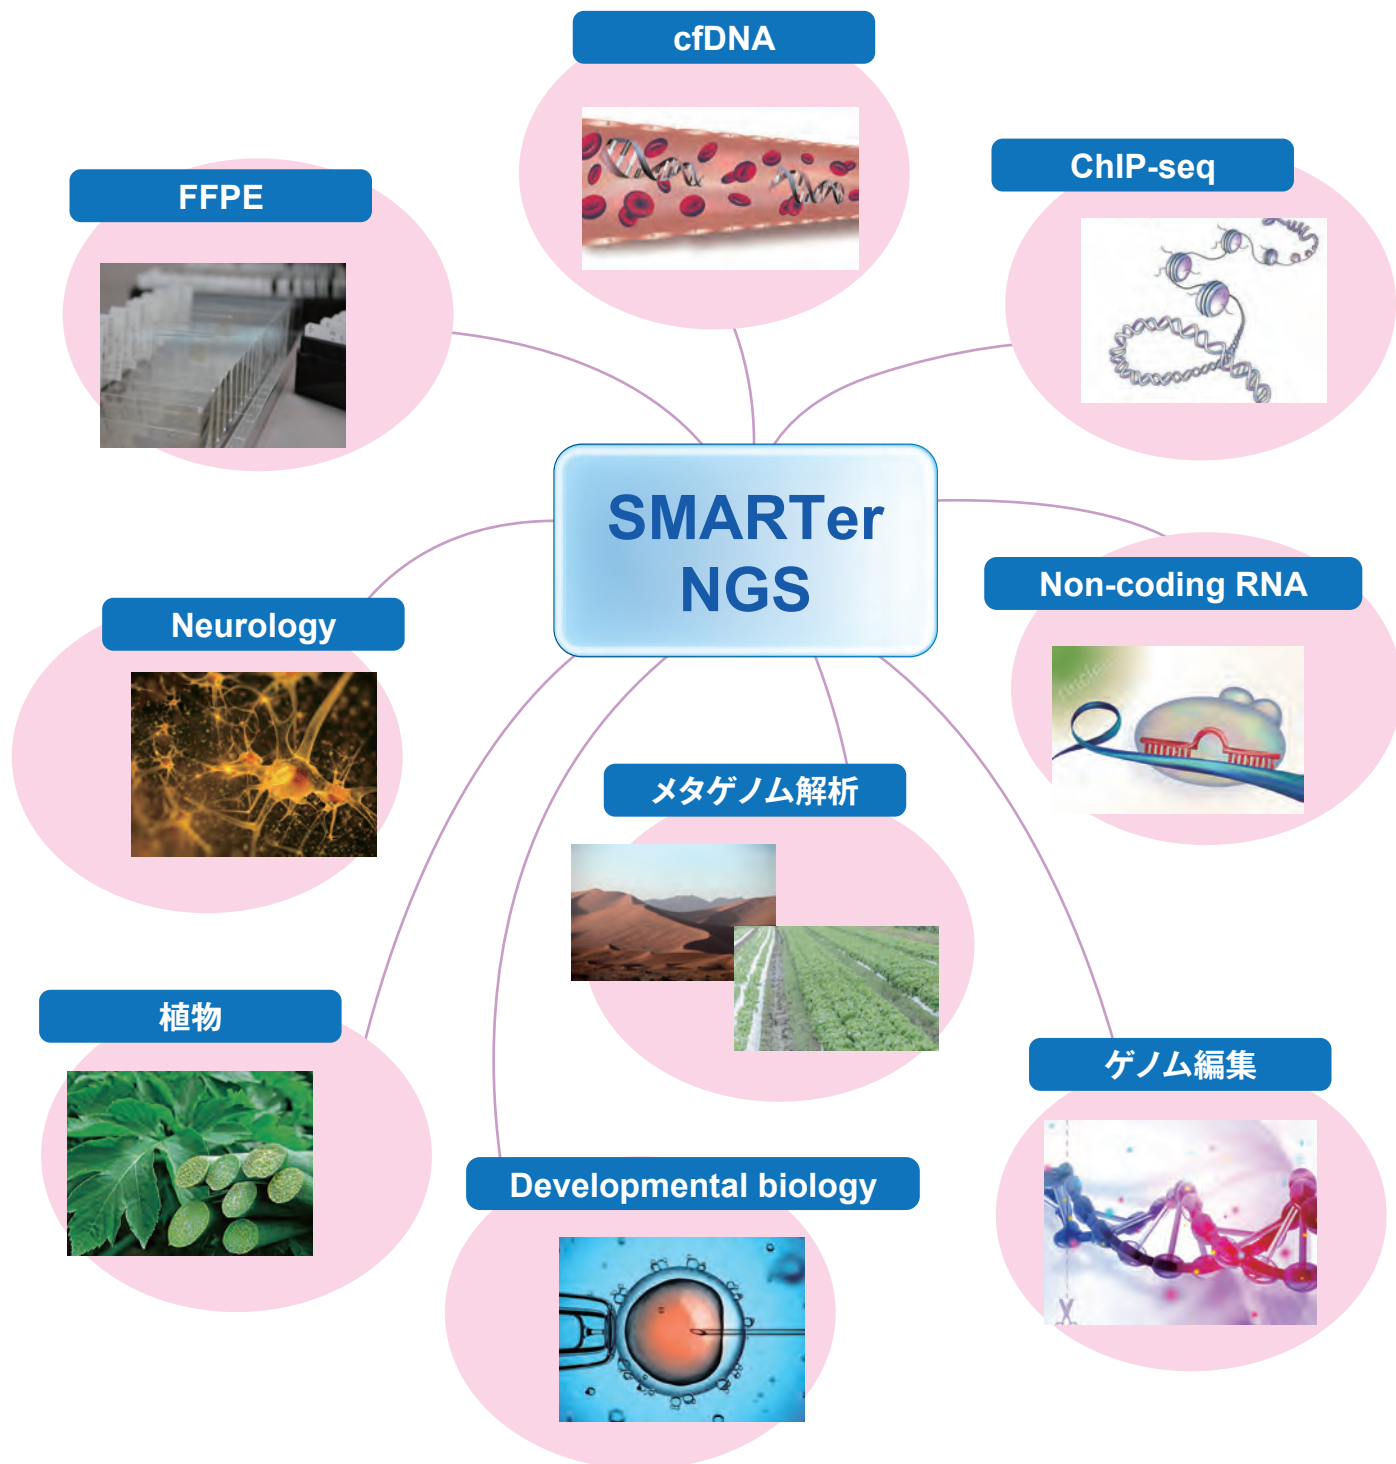 cfDNA
FFPE
ChIP-seq
SMARTer
NGS
Non-coding RNA
Neurology
メタゲノム解析
植物
ゲノム編集
Developmental biology